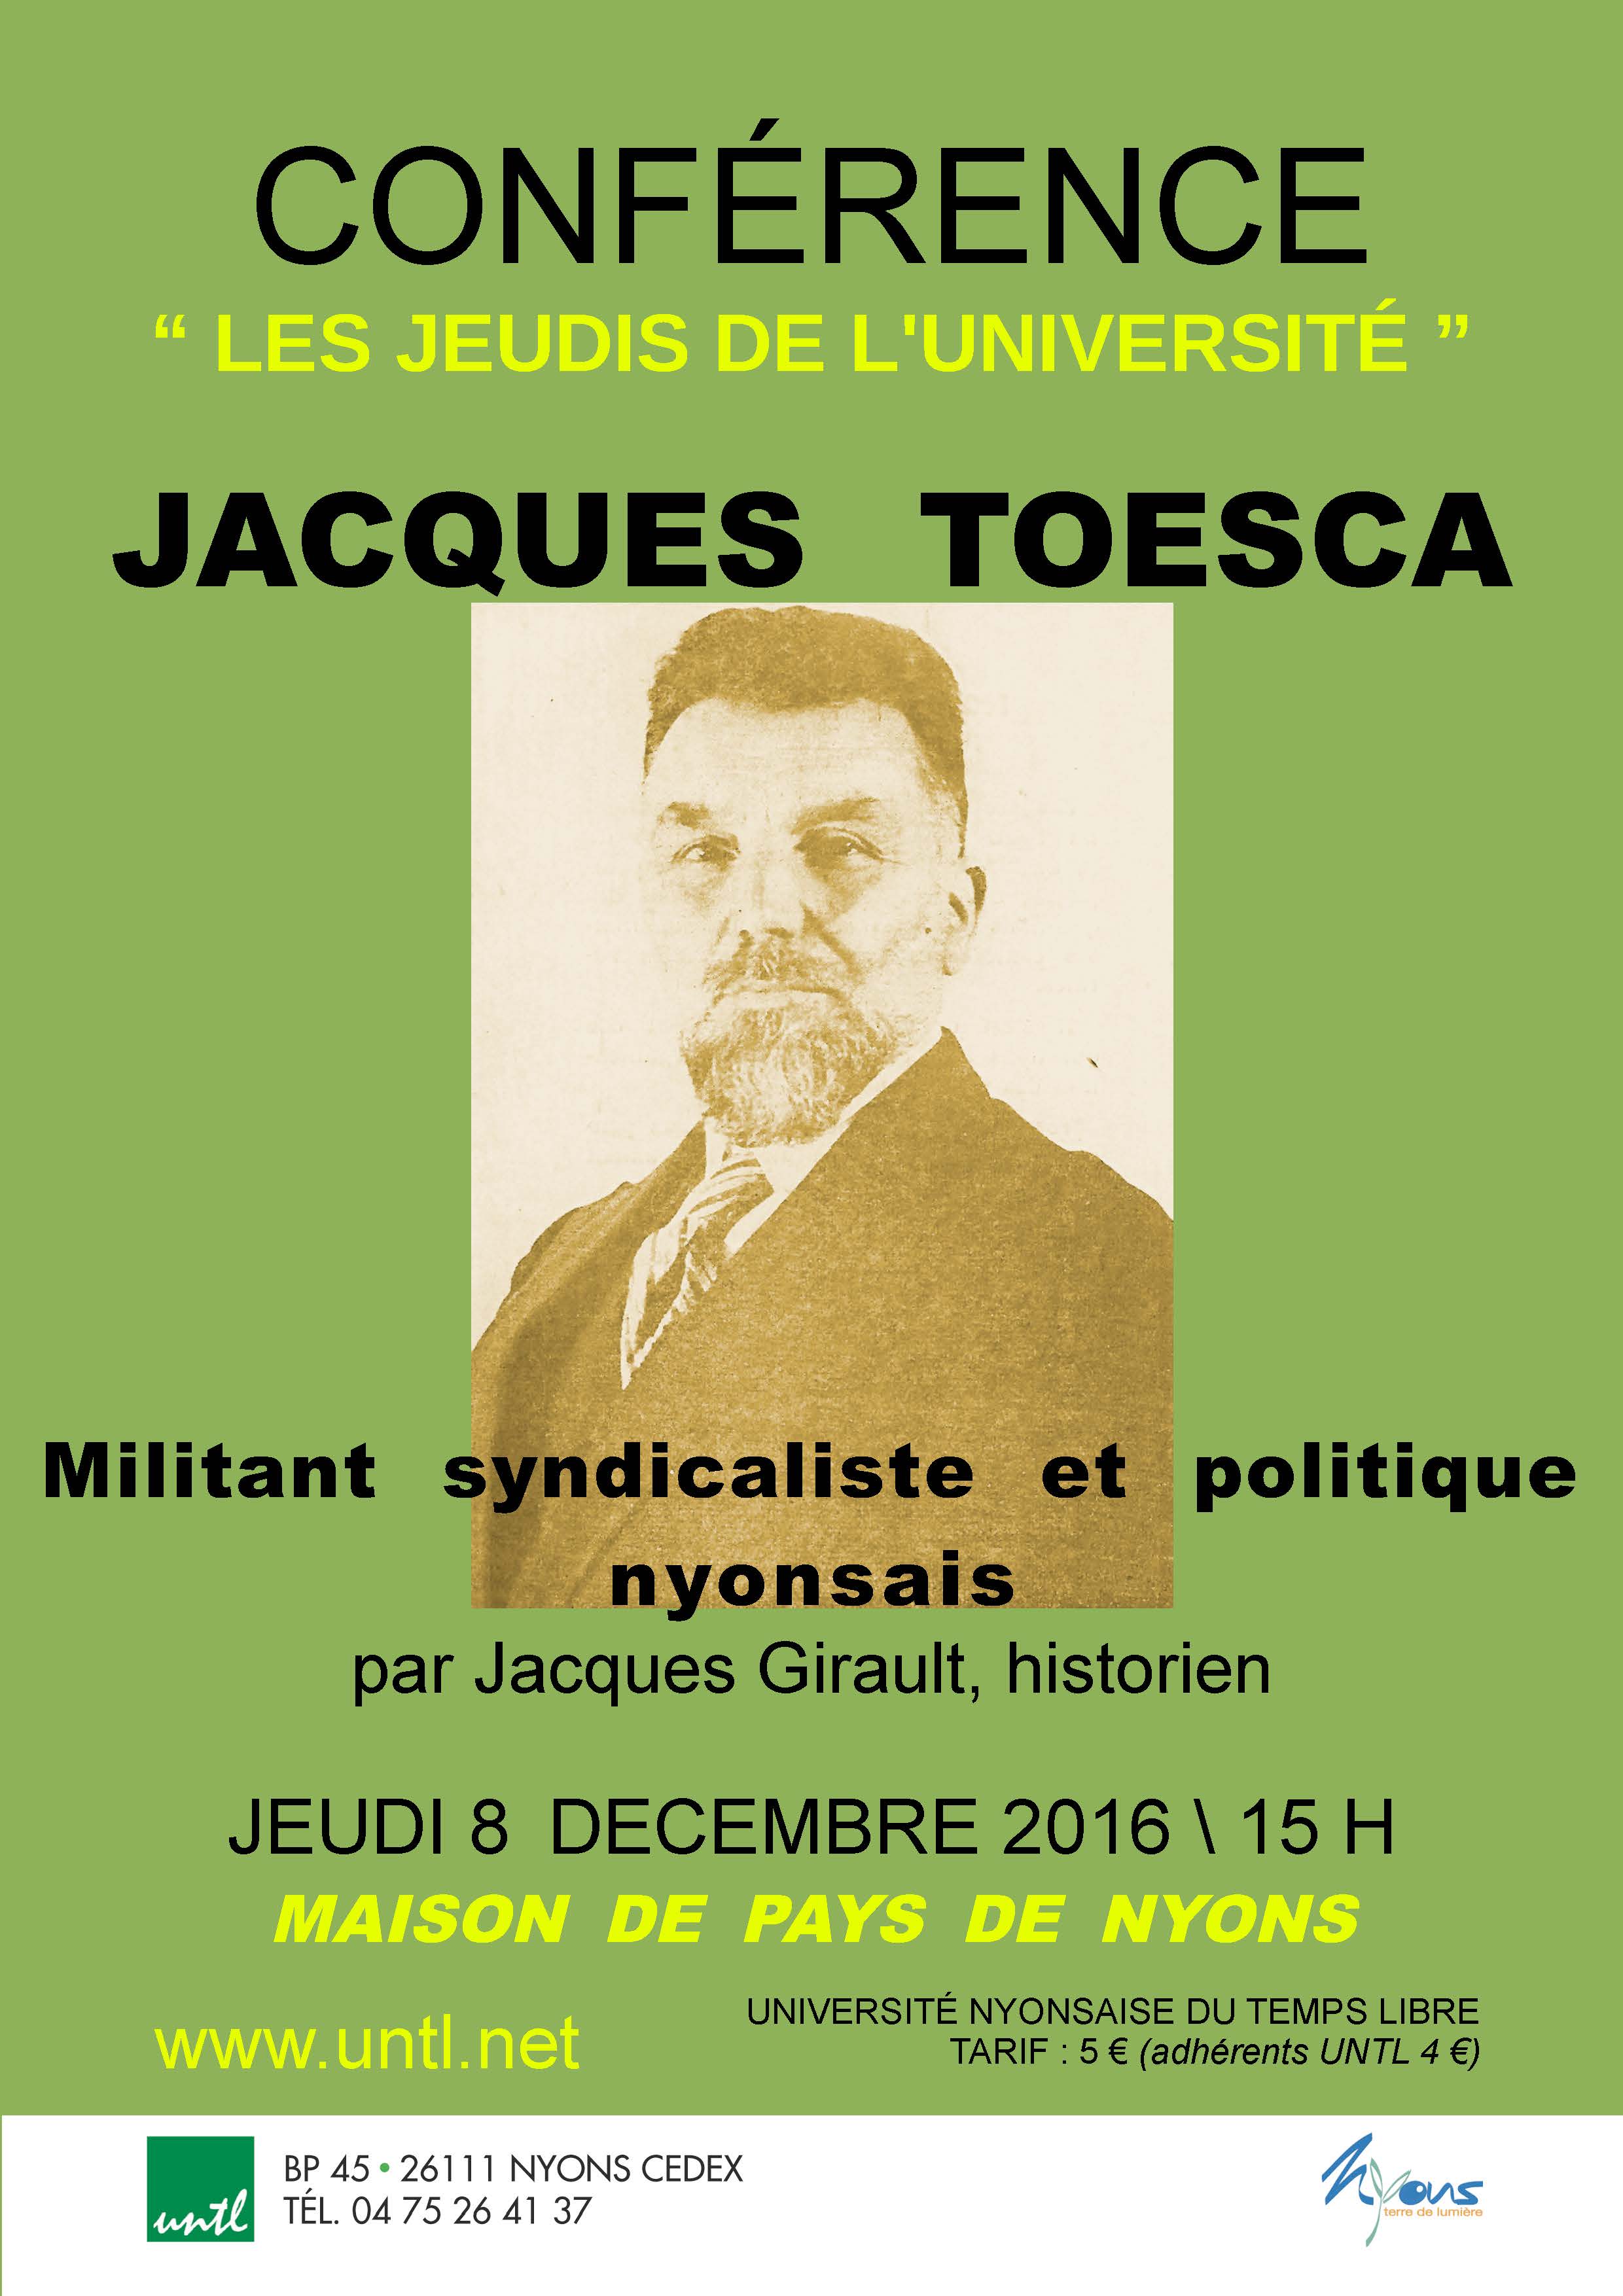 CONFÉRENCE
“ LES JEUDIS DE L'UNIVERSITÉ ”
JACQUES TOESCA
Militant syndicaliste et politique
nyonsais
par Jacques Girault, historien
JEUDI 8 DECEMBRE 2016 \ 15 H
MAISON DE PAYS DE NYONS
www.untl.net
UNIVERSITÉ NYONSAISE DU TEMPS LIBRE
TARIF : 5 € (adhérents UNTL 4 €)
untl
BP 45 • 26111 NYONS CEDEX
TÉL. 04 75 26 41 37
Nyons
terre de lumière